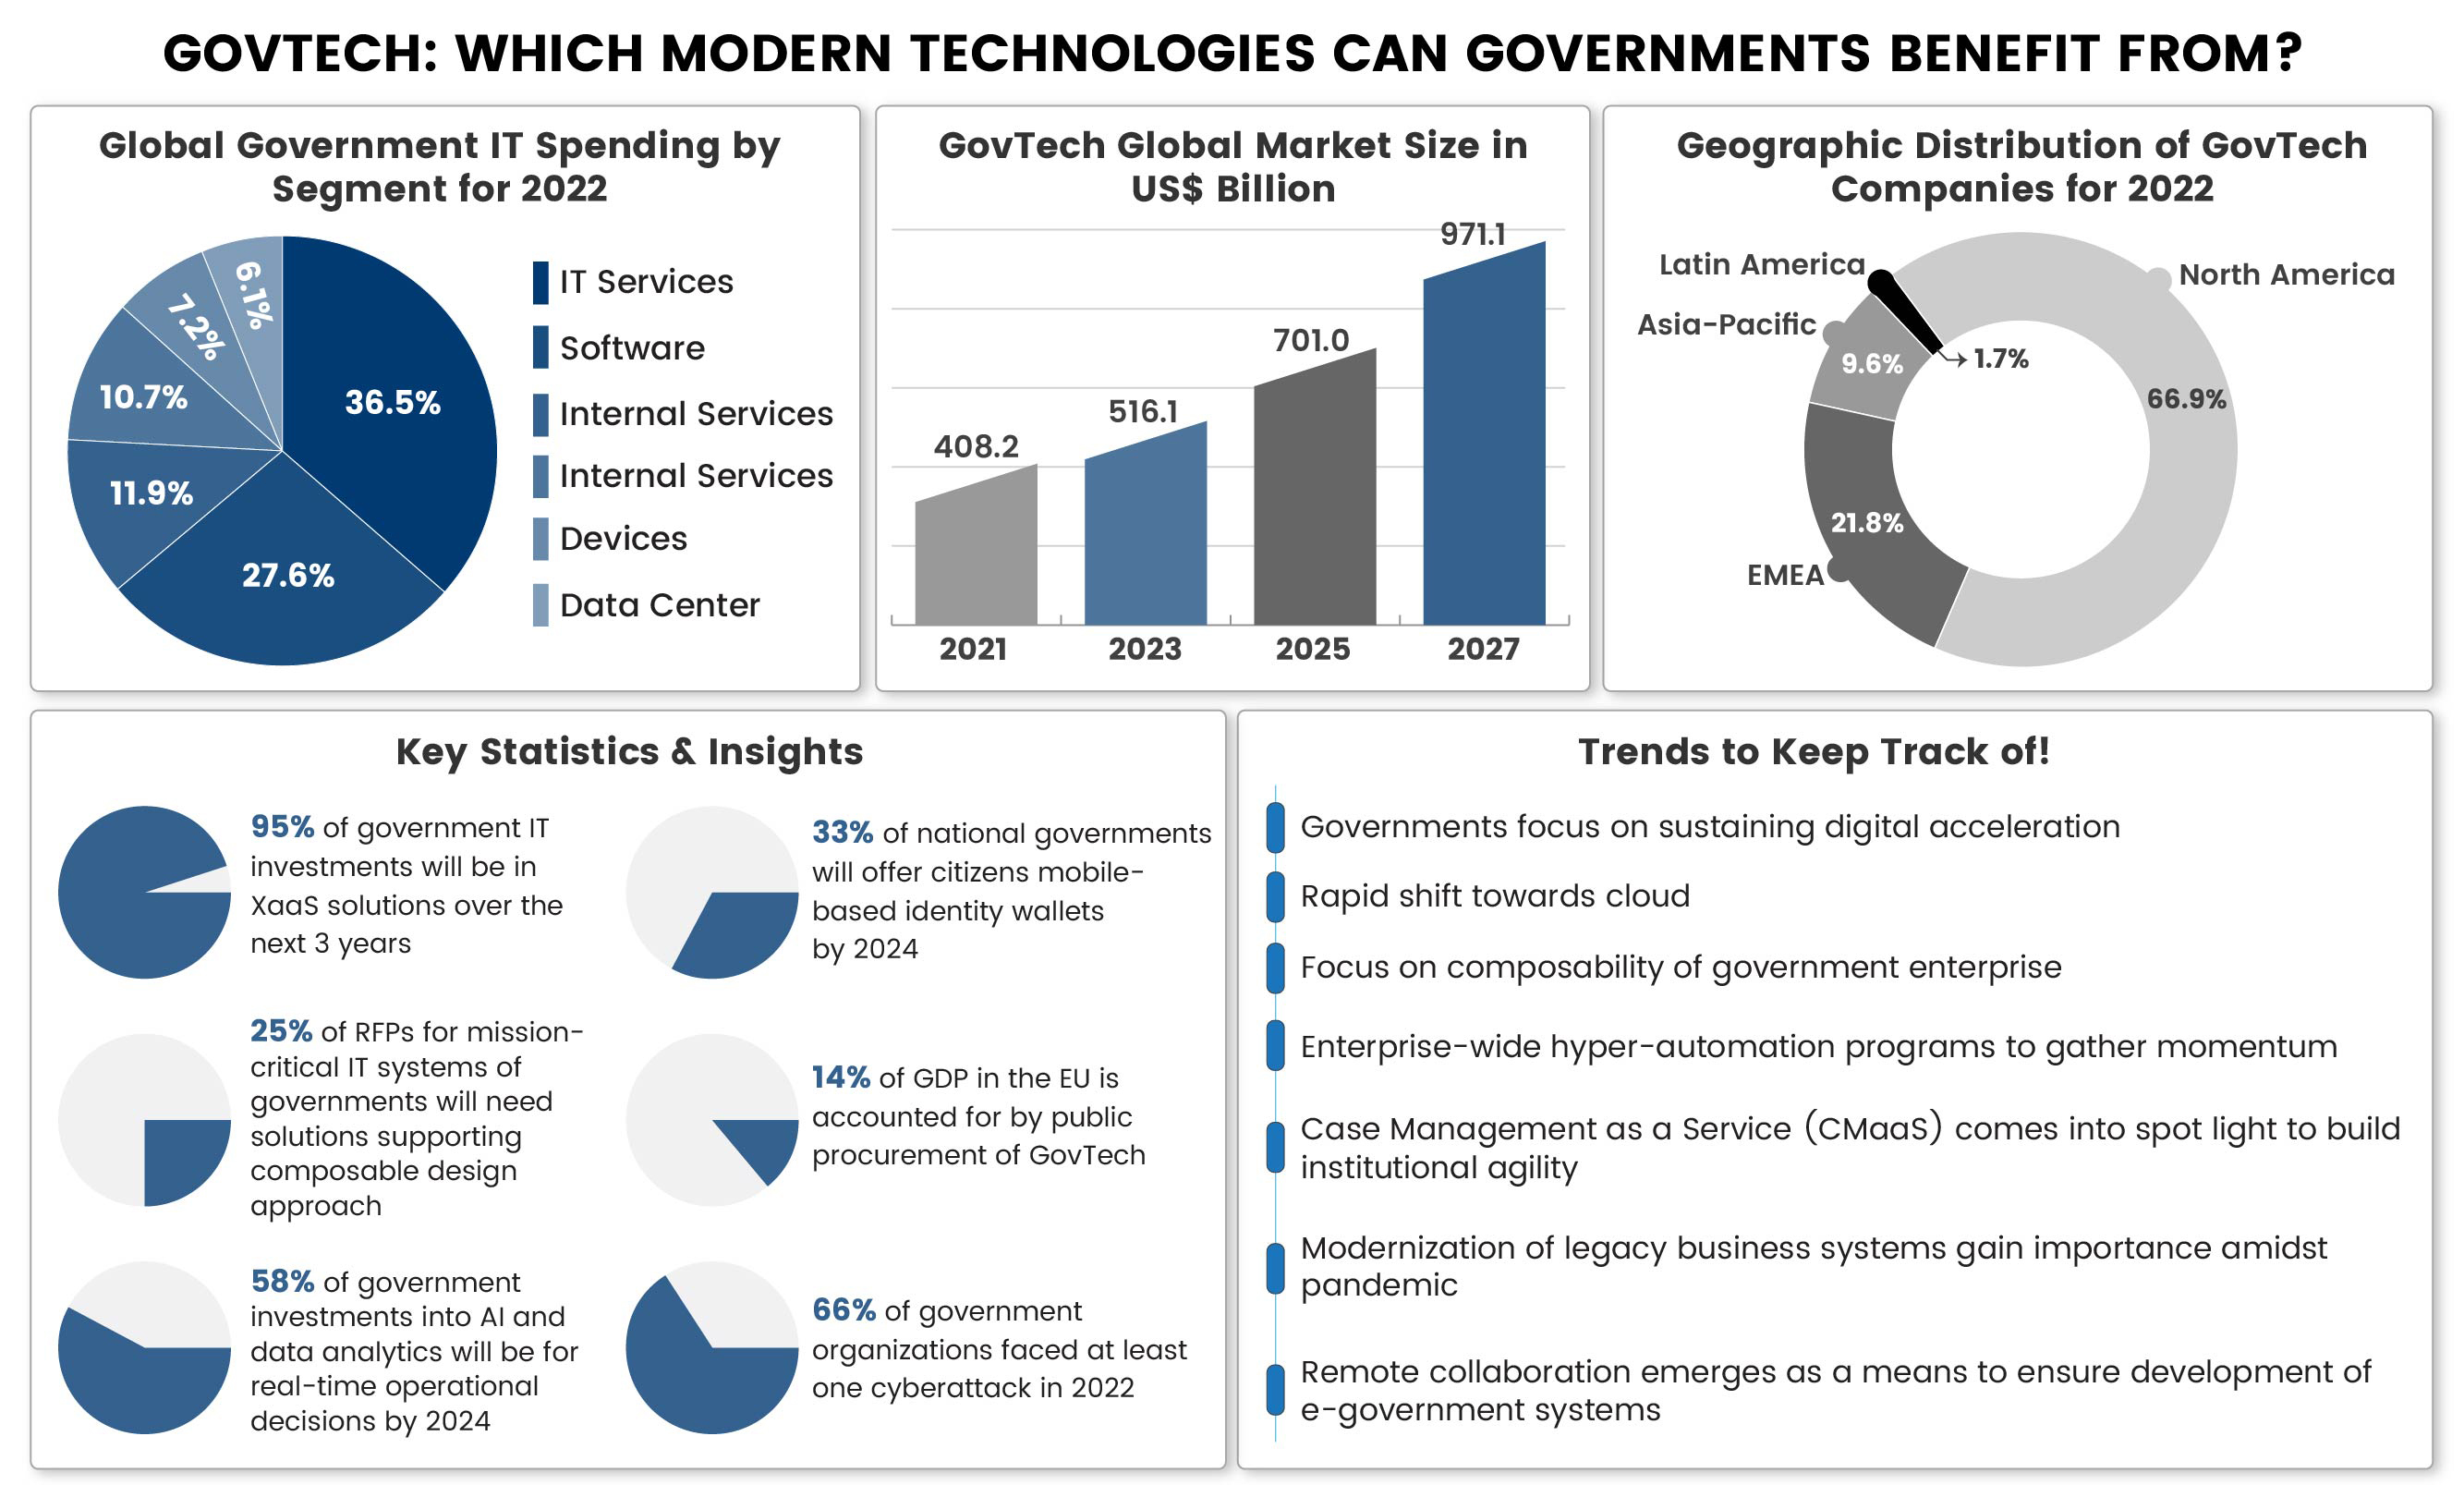 GOVTECH: WHICH MODERN TECHNOLOGIES CAN GOVERNMENTS BENEFIT FROM?
Global Government IT Spending by
Segment for 2022
6.1%
7.2%
10.7%
36.5%
11.9%
27.6%
IT Services
Software
Internal Services
Internal Services
Devices
Data Center
GovTech Global Market Size in
US$ Billion
408.2
516.1
701.0
971.1
2021
2023
2025
2027
Geographic Distribution of GovTech
Companies for 2022
Latin America
North America
Asia-Pacific
9.6%
1.7%
66.9%
21.8%
EMEA
Key Statistics & Insights
95% of government IT
investments will be in
XaaS solutions over the
next 3 years
33% of national governments
will offer citizens mobile-
based identity wallets
by 2024
25% of RFPs for mission-
critical IT systems of
governments will need
solutions supporting
composable design
approach
14% of GDP in the EU is
accounted for by public
procurement of GovTech
58% of government
investments into AI and
data analytics will be for
real-time operational
decisions by 2024
66% of government
organizations faced at least
one cyberattack in 2022
Trends to Keep Track of!
Governments focus on sustaining digital acceleration
Rapid shift towards cloud
Focus on composability of government enterprise
Enterprise-wide hyper-automation programs to gather momentum
Case Management as a Service (CMaaS) comes into spot light to build
institutional agility
Modernization of legacy business systems gain importance amidst
pandemic
Remote collaboration emerges as a means to ensure development of
e-government systems